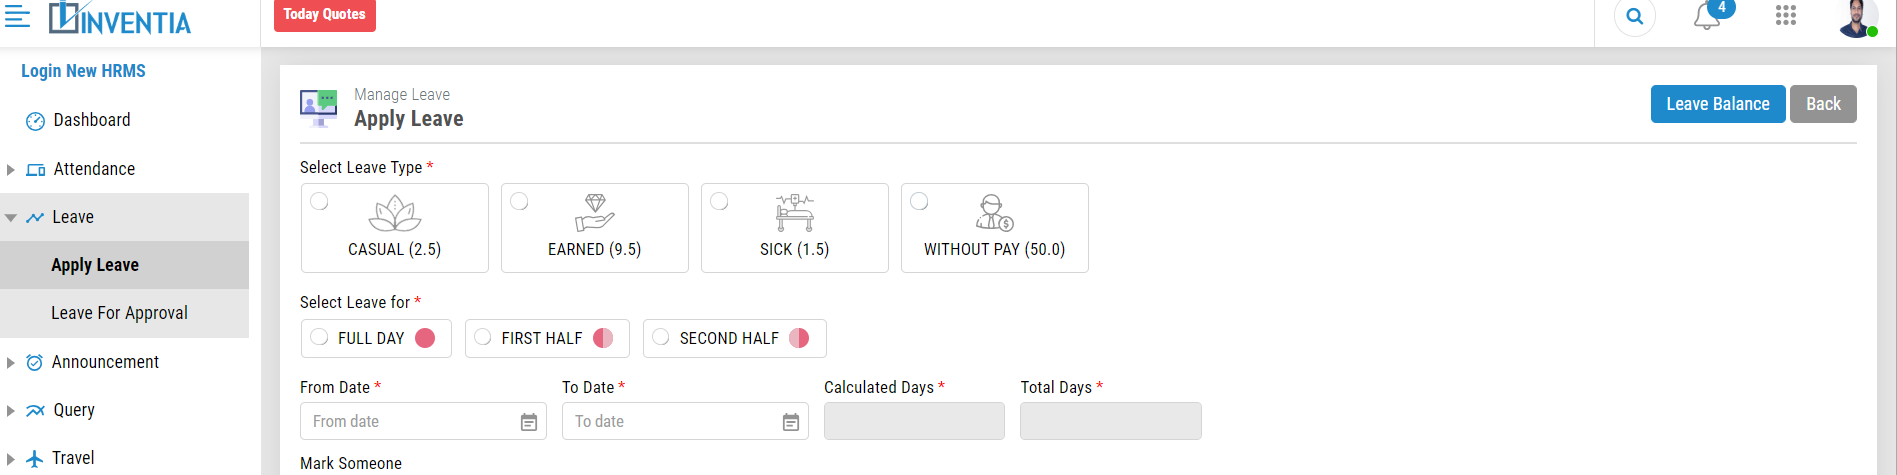 INVENTIA
Today Quotes
4
Login New HRMS
Dashboard
Attendance
Leave
Apply Leave
Leave For Approval
Announcement
Query
Travel
Manage Leave
Apply Leave
Leave Balance
Back
Select Leave Type *
CASUAL (2.5)
EARNED (9.5)
SICK (1.5)
WITHOUT PAY (50.0)
Select Leave for *
FULL DAY
FIRST HALF
SECOND HALF
From Date *
To Date *
Calculated Days *
Total Days *
From date
To date
Mark Someone